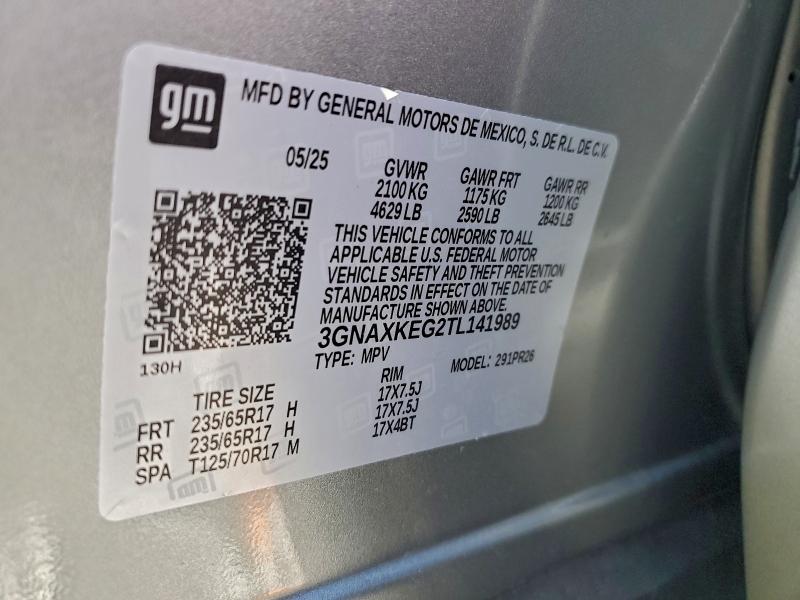 gm
MFD BY GENERAL MOTORS DE MEXICO, S. DE R.L. DE C.V.
05/25 GVWR GAWR FRT GAWR RR
2100 KG 1175 KG 1200 KG
4629 LB 2590 LB 2645 LB
THIS VEHICLE CONFORMS TO ALL
APPLICABLE U.S. FEDERAL MOTOR
VEHICLE SAFETY AND THEFT PREVENTION
STANDARDS IN EFFECT ON THE DATE OF
MANUFACTURE SHOWN ABOVE.
3GNAXKEG2TL141989
130H TYPE: MPV MODEL: 291PR26
TIRE SIZE RIM
FRT 235/65R17 H 17X7.5J
RR 235/65R17 H 17X7.5J
SPA T125/70R17 M 17X4BT